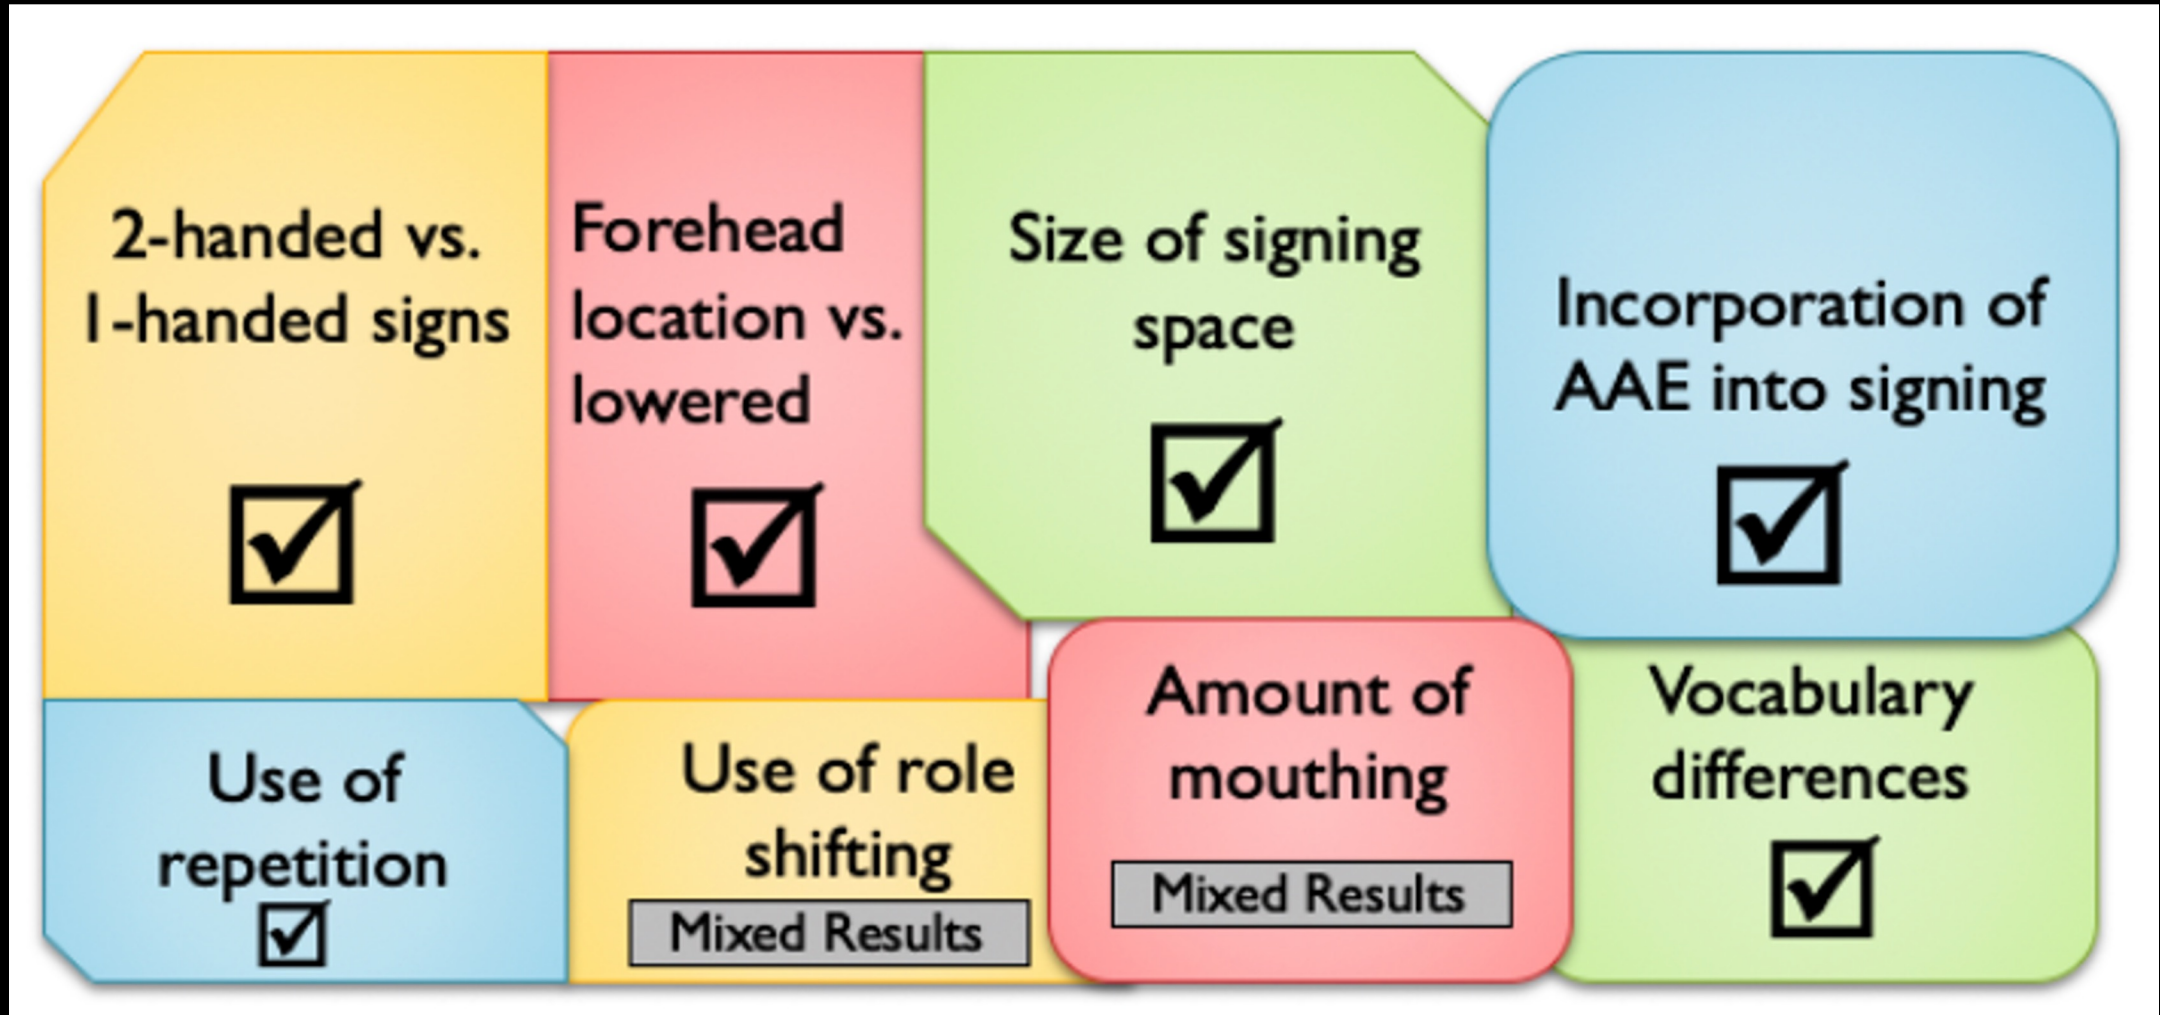 2-handed vs.
1-handed signs
Forehead
location vs.
lowered
Size of signing
space
Incorporation of
AAE into signing
Use of
repetition
Use of role
shifting
Mixed Results
Amount of
mouthing
Mixed Results
Vocabulary
differences